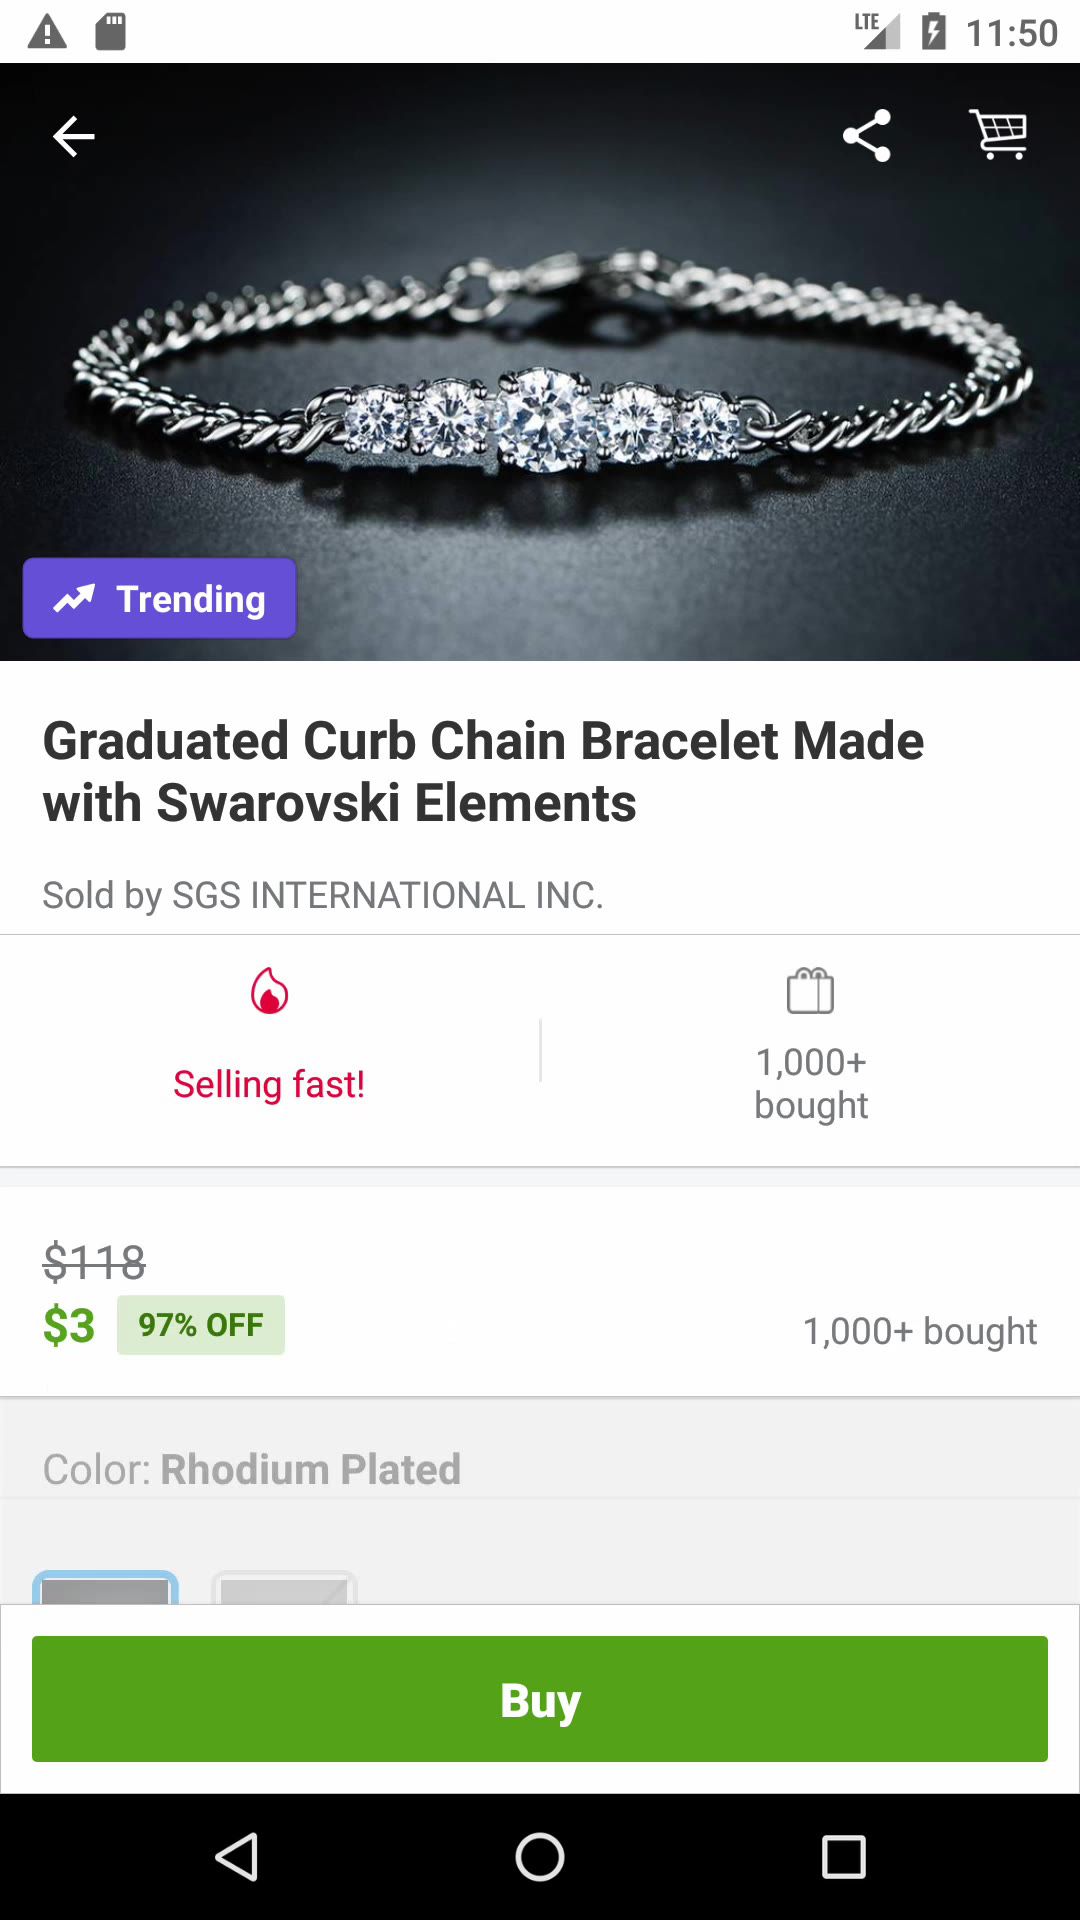 LTE 11:50
Trending
Graduated Curb Chain Bracelet Made
with Swarovski Elements
Sold by SGS INTERNATIONAL INC.
Selling fast!
1,000+
bought
$118
$3 97% OFF
1,000+ bought
Color: Rhodium Plated
Buy